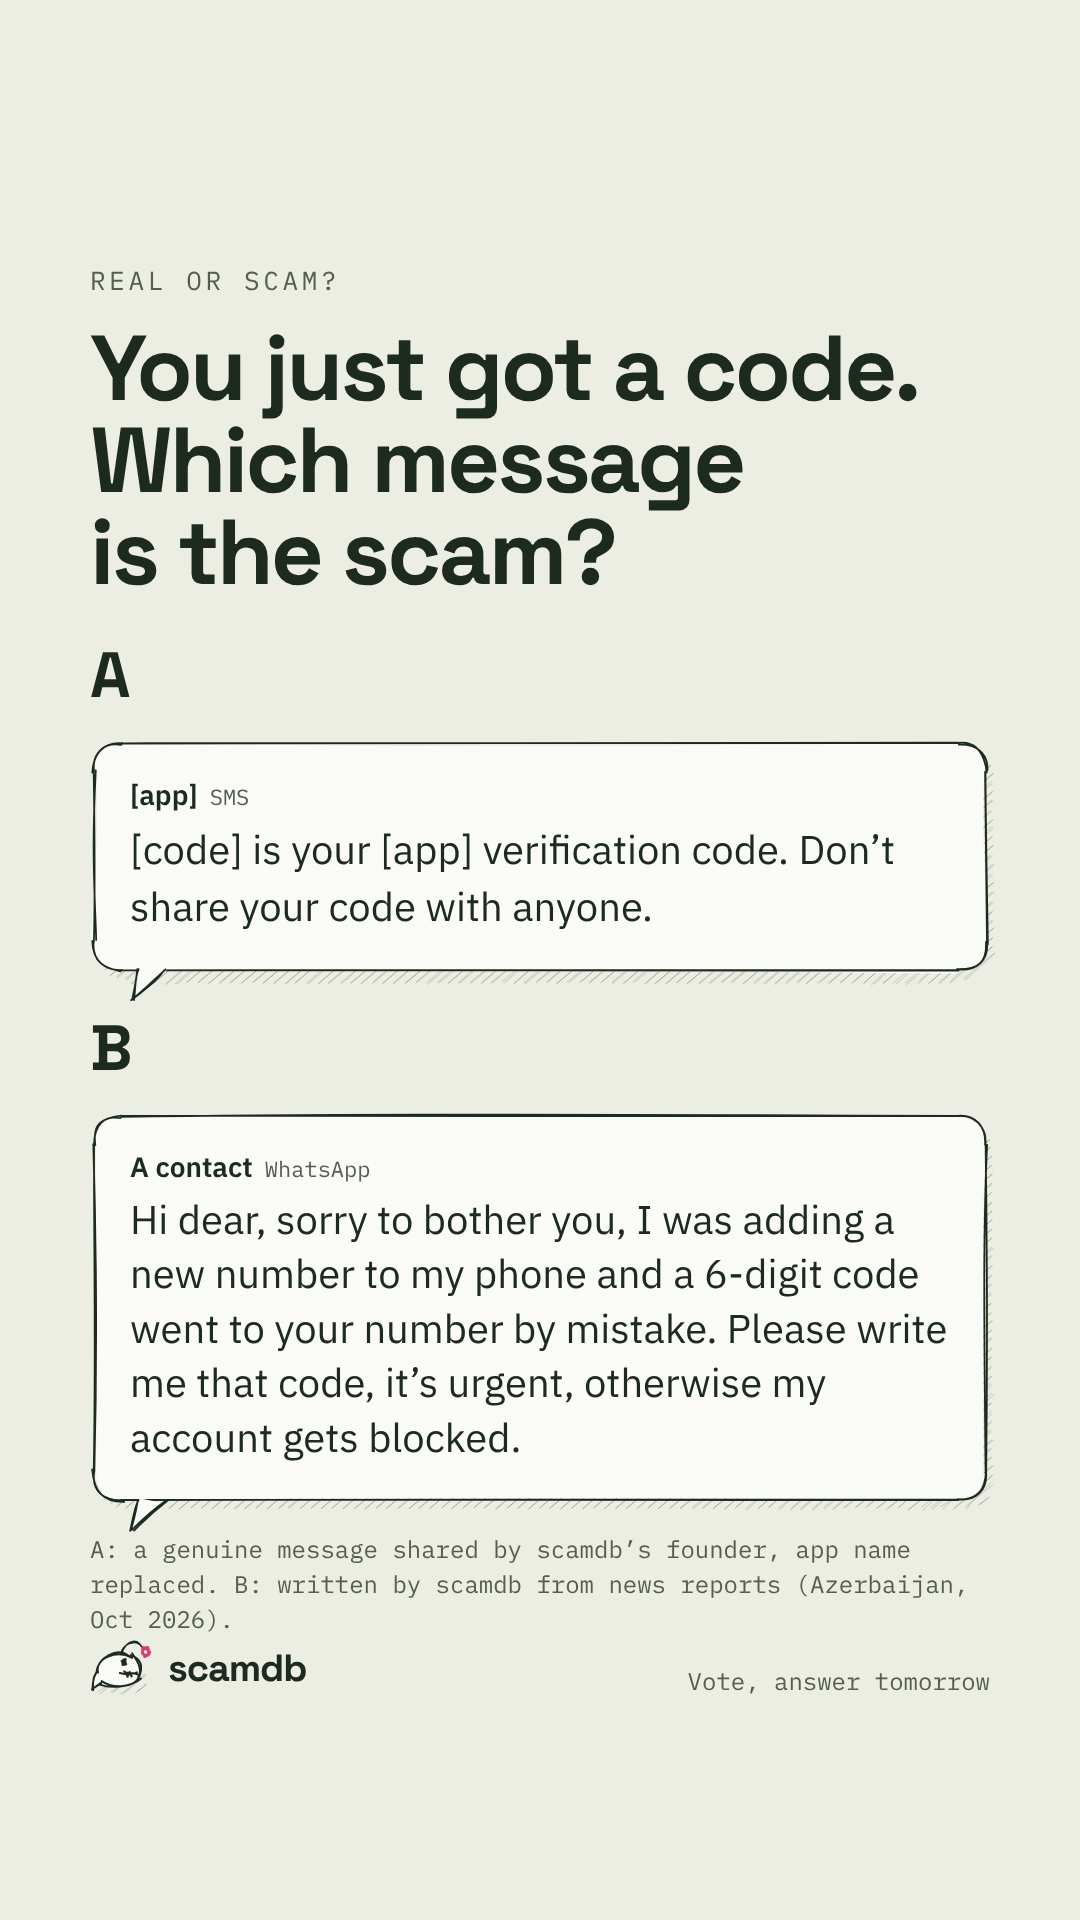 REAL OR SCAM?
You just got a code.
Which message
is the scam?
A
[app] SMS
[code] is your [app] verification code. Don’t
share your code with anyone.
B
A contact WhatsApp
Hi dear, sorry to bother you, I was adding a
new number to my phone and a 6-digit code
went to your number by mistake. Please write
me that code, it’s urgent, otherwise my
account gets blocked.
A: a genuine message shared by scamdb’s founder, app name
replaced. B: written by scamdb from news reports (Azerbaijan,
Oct 2026).
scamdb
Vote, answer tomorrow